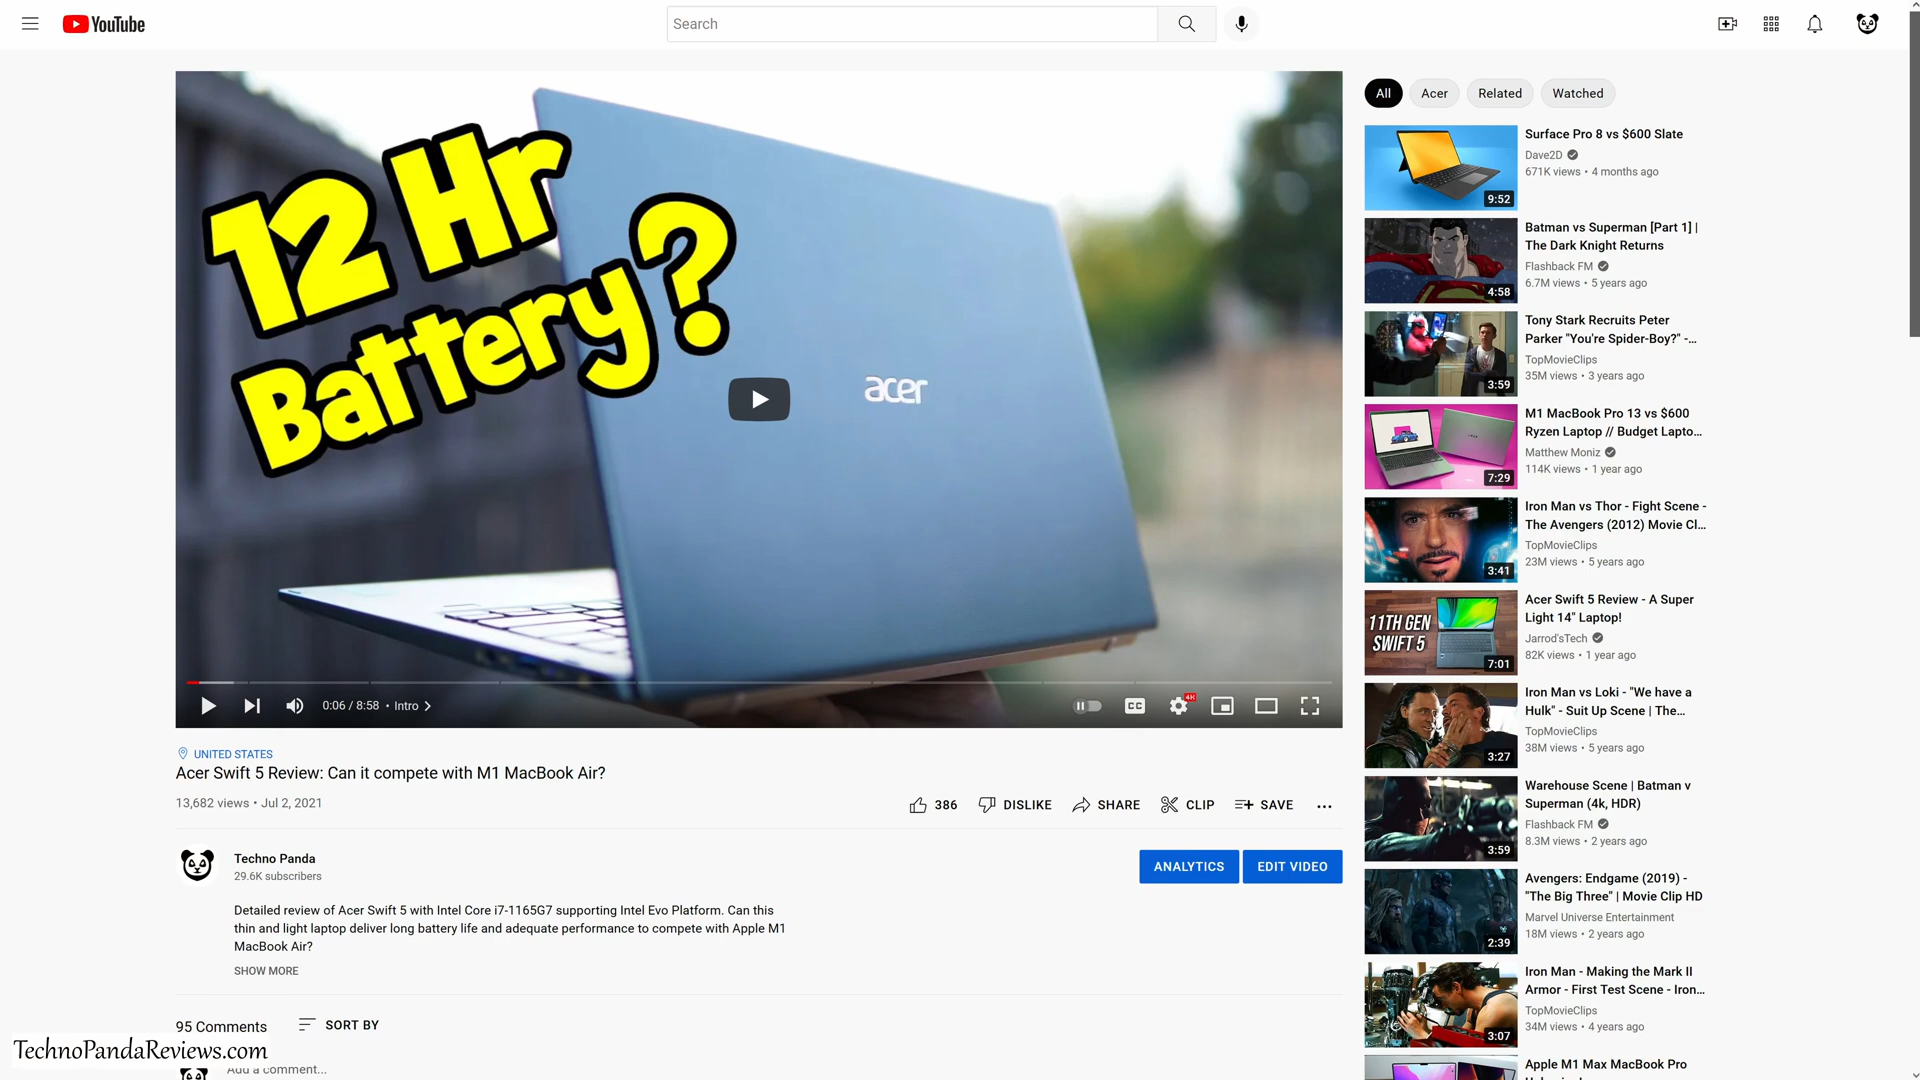 YouTube
Search
12 Hr
Battery?
acer
0:06 / 8:58 • Intro
CC
4K
UNITED STATES
Acer Swift 5 Review: Can it compete with M1 MacBook Air?
13,682 views • Jul 2, 2021
386
DISLIKE
SHARE
CLIP
SAVE
Techno Panda
29.6K subscribers
ANALYTICS
EDIT VIDEO
Detailed review of Acer Swift 5 with Intel Core i7-1165G7 supporting Intel Evo Platform. Can this
thin and light laptop deliver long battery life and adequate performance to compete with Apple M1
MacBook Air?
SHOW MORE
95 Comments
SORT BY
TechnoPandaReviews.com
Add a comment...
All
Acer
Related
Watched
9:52
Surface Pro 8 vs $600 Slate
Dave2D
671K views • 4 months ago
4:58
Batman vs Superman [Part 1] |
The Dark Knight Returns
Flashback FM
6.7M views • 5 years ago
3:59
Tony Stark Recruits Peter
Parker "You're Spider-Boy?" -...
TopMovieClips
35M views • 3 years ago
7:29
M1 MacBook Pro 13 vs $600
Ryzen Laptop // Budget Lapto...
Matthew Moniz
114K views • 1 year ago
3:41
Iron Man vs Thor - Fight Scene -
The Avengers (2012) Movie Cl...
TopMovieClips
23M views • 5 years ago
11TH GEN
SWIFT 5
7:01
Acer Swift 5 Review - A Super
Light 14" Laptop!
Jarrod'sTech
82K views • 1 year ago
3:27
Iron Man vs Loki - "We have a
Hulk" - Suit Up Scene | The...
TopMovieClips
38M views • 5 years ago
3:59
Warehouse Scene | Batman v
Superman (4k, HDR)
Flashback FM
8.3M views • 2 years ago
2:39
Avengers: Endgame (2019) -
"The Big Three" | Movie Clip HD
Marvel Universe Entertainment
18M views • 2 years ago
3:07
Iron Man - Making the Mark II
Armor - First Test Scene - Iron...
TopMovieClips
34M views • 4 years ago
Apple M1 Max MacBook Pro